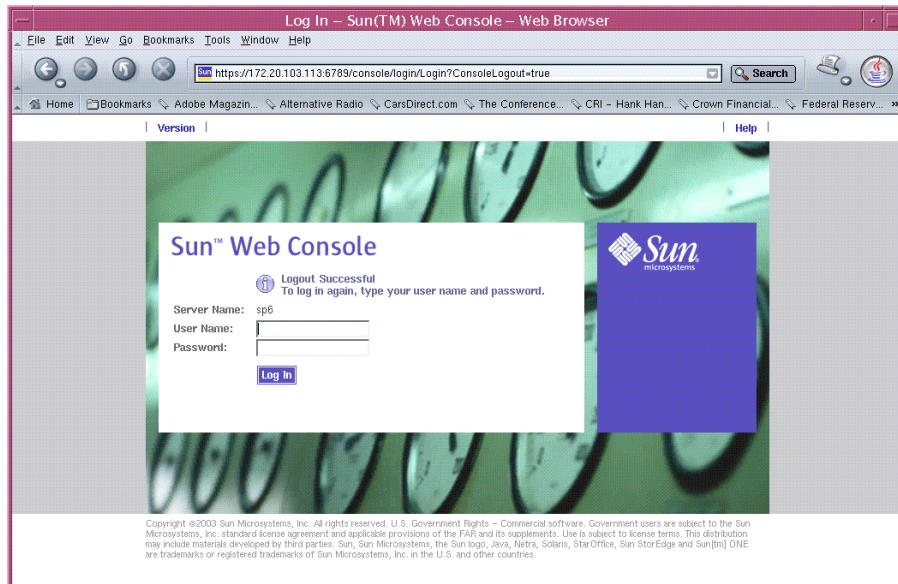 Log In – Sun(TM) Web Console – Web Browser
File Edit View Go Bookmarks Tools Window Help
Sun https://172.20.103.113:6789/console/login/Login?ConsoleLogout=true Search
Home Bookmarks Adobe Magazin... Alternative Radio CarsDirect.com The Conference... CRI – Hank Han... Crown Financial... Federal Reserv... »
Version Help
Sun™ Web Console
Sun microsystems
Logout Successful
To log in again, type your user name and password.
Server Name: sp6
User Name:
Password:
Log In
Copyright ©2003 Sun Microsystems, Inc. All rights reserved. U.S. Government Rights – Commercial software. Government users are subject to the Sun
Microsystems, Inc. standard license agreement and applicable provisions of the FAR and its supplements. Use is subject to license terms. This distribution
may include materials developed by third parties. Sun, Sun Microsystems, the Sun logo, Java, Netra, Solaris, StarOffice, Sun StorEdge and Sun[tm] ONE
are trademarks or registered trademarks of Sun Microsystems, Inc. in the U.S. and other countries.